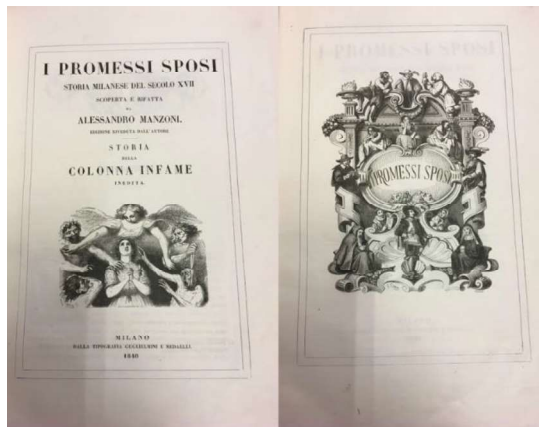 I PROMESSI SPOSI
STORIA MILANESE DEL SECOLO XVII
SCOPERTA E RIFATTA
DA
ALESSANDRO MANZONI.
EDIZIONE RIVEDUTA DALL'AUTORE
STORIA
DELLA
COLONNA INFAME
INEDITA.
MILANO
DALLA TIPOGRAFIA GUGLIELMINI E REDAELLI
1840
I PROMESSI SPOSI